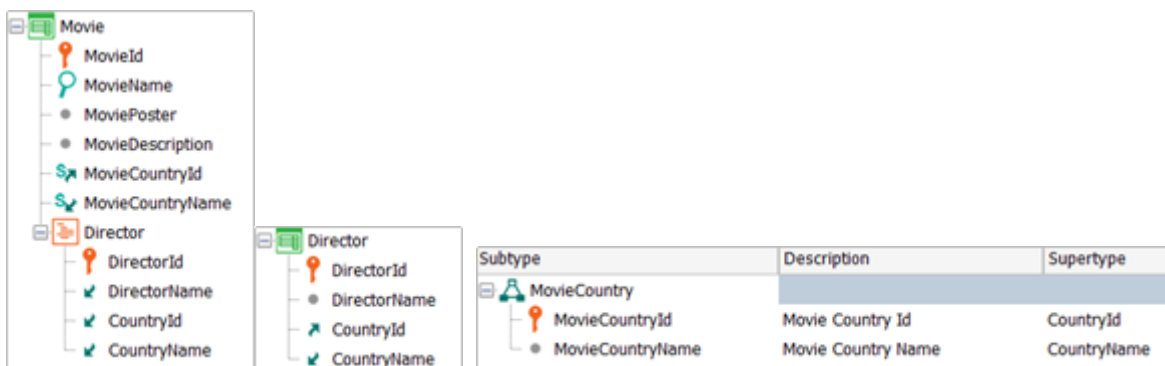 Movie
MovieId
MovieName
MoviePoster
MovieDescription
MovieCountryId
MovieCountryName
Director
DirectorId
DirectorName
CountryId
CountryName
Director
DirectorId
DirectorName
CountryId
CountryName
Subtype Description Supertype
MovieCountry
MovieCountryId Movie Country Id CountryId
MovieCountryName Movie Country Name CountryName